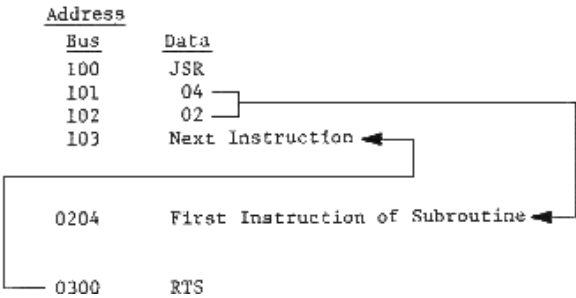 Address
Bus Data
100 JSR
101 04
102 02
103 Next Instruction
0204 First Instruction of Subroutine
0300 RTS